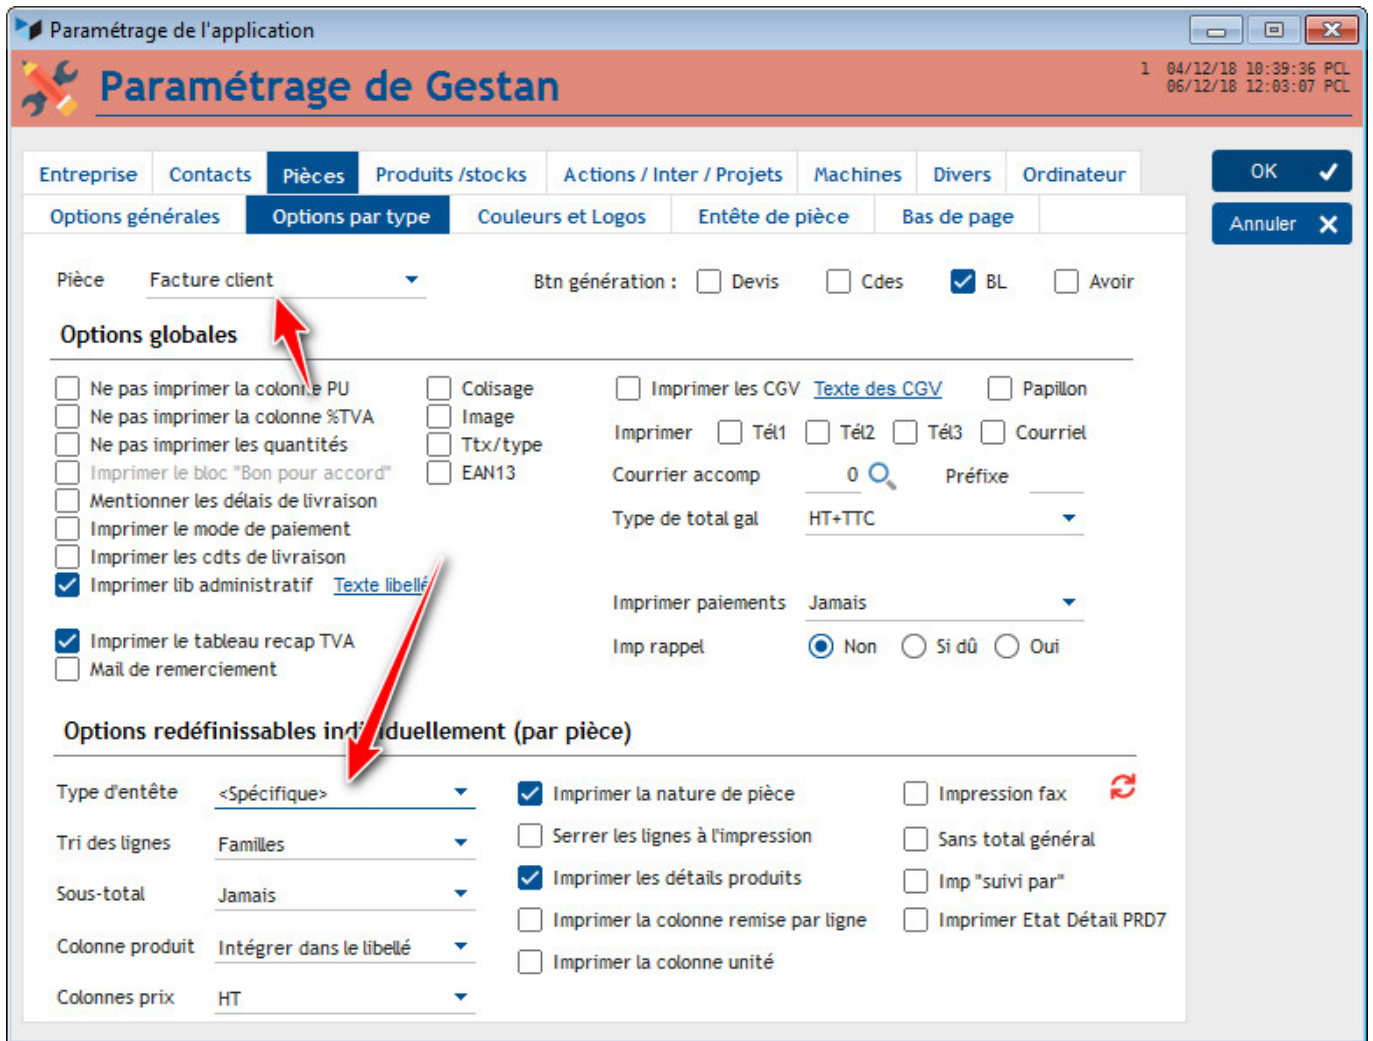 Paramétrage de l'application
Paramétrage de Gestan
1 04/12/18 10:39:36 PCL
06/12/18 12:03:07 PCL
Entreprise Contacts Pièces Produits /stocks Actions / Inter / Projets Machines Divers Ordinateur
OK
Options générales Options par type Couleurs et Logos Entête de pièce Bas de page
Annuler
Pièce Facture client Btn génération : Devis Cdes BL Avoir
Options globales
Ne pas imprimer la colonne PU Colisage Imprimer les CGV Texte des CGV Papillon
Ne pas imprimer la colonne %TVA Image
Imprimer Tél1 Tél2 Tél3 Courriel
Ne pas imprimer les quantités Ttx/type
Imprimer le bloc "Bon pour accord" EAN13 Courrier accomp 0 Préfixe
Mentionner les délais de livraison
Imprimer le mode de paiement Type de total gal HT+TTC
Imprimer les cdts de livraison
Imprimer lib administratif Texte libellé
Imprimer paiements Jamais
Imprimer le tableau recap TVA Imp rappel Non Si dû Oui
Mail de remerciement
Options redéfinissables individuellement (par pièce)
Type d'entête <Spécifique> Imprimer la nature de pièce Impression fax
Tri des lignes Familles Serrer les lignes à l'impression Sans total général
Sous-total Jamais Imprimer les détails produits Imp "suivi par"
Imprimer la colonne remise par ligne Imprimer Etat Détail PRD7
Colonne produit Intégrer dans le libellé Imprimer la colonne unité
Colonnes prix HT